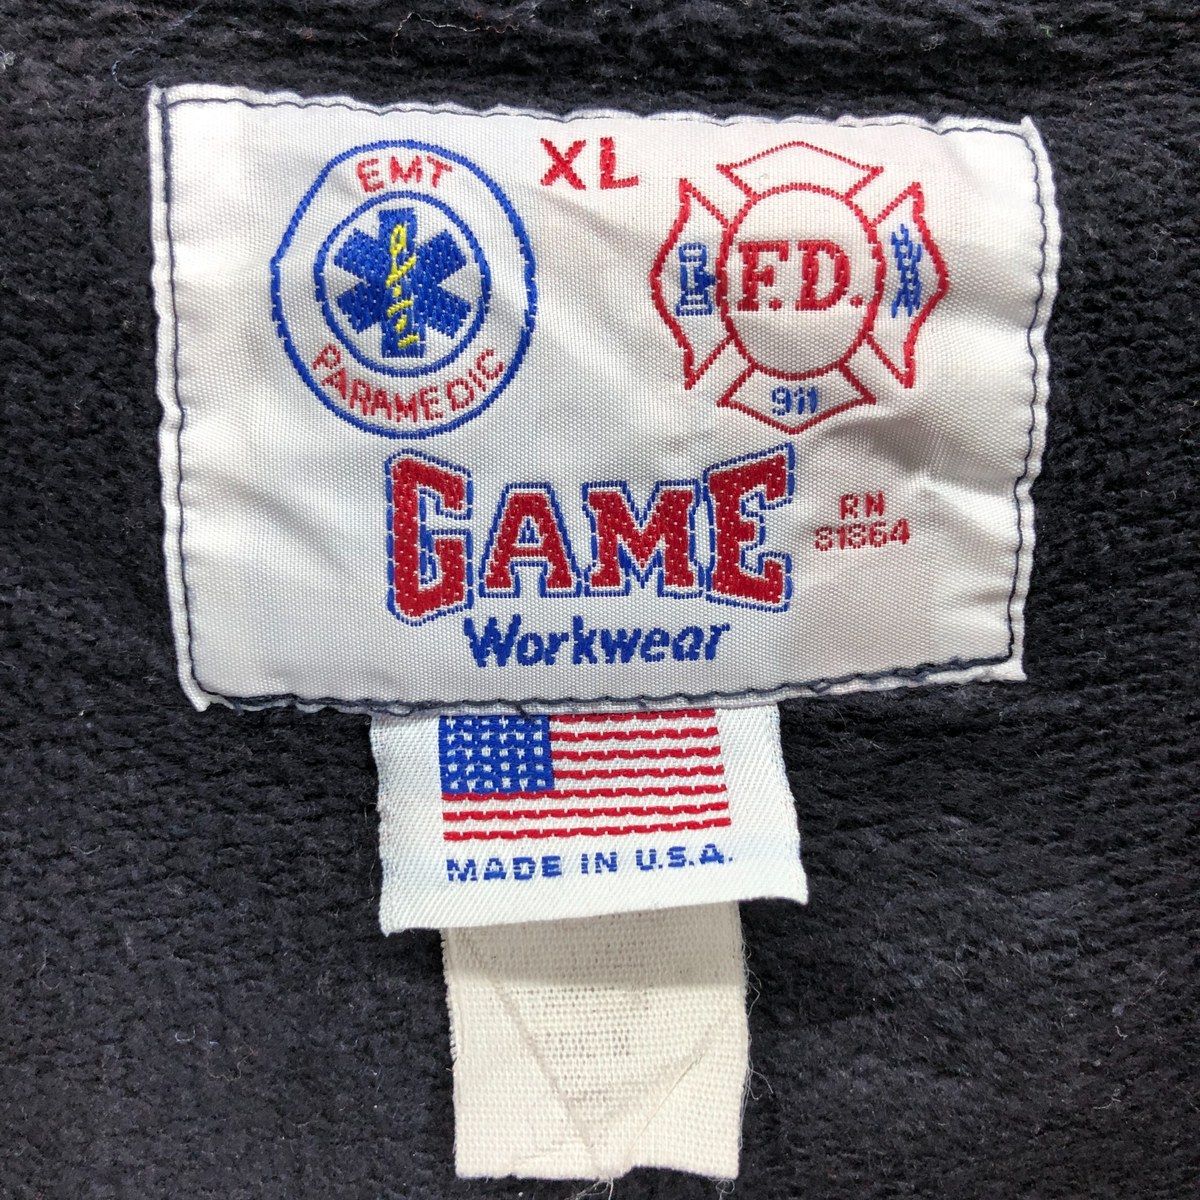 EMT
PARAMEDIC
XL
F.D.
911
GAME
Workwear
RN
81864
MADE IN U.S.A.